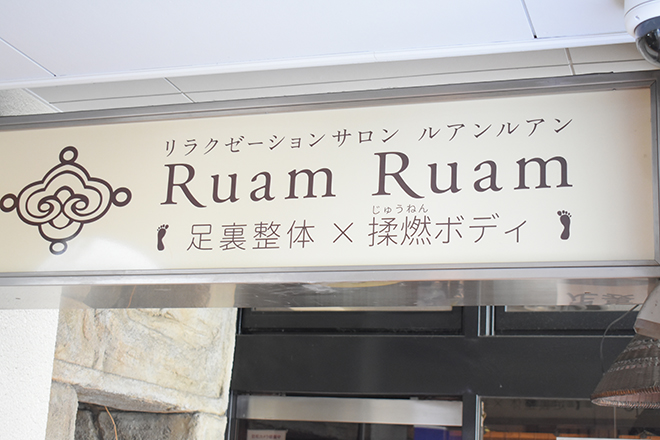 リラクゼーションサロン ルアンルアン
Ruam Ruam
じゅうねん
足裏整体 × 揉燃ボディ